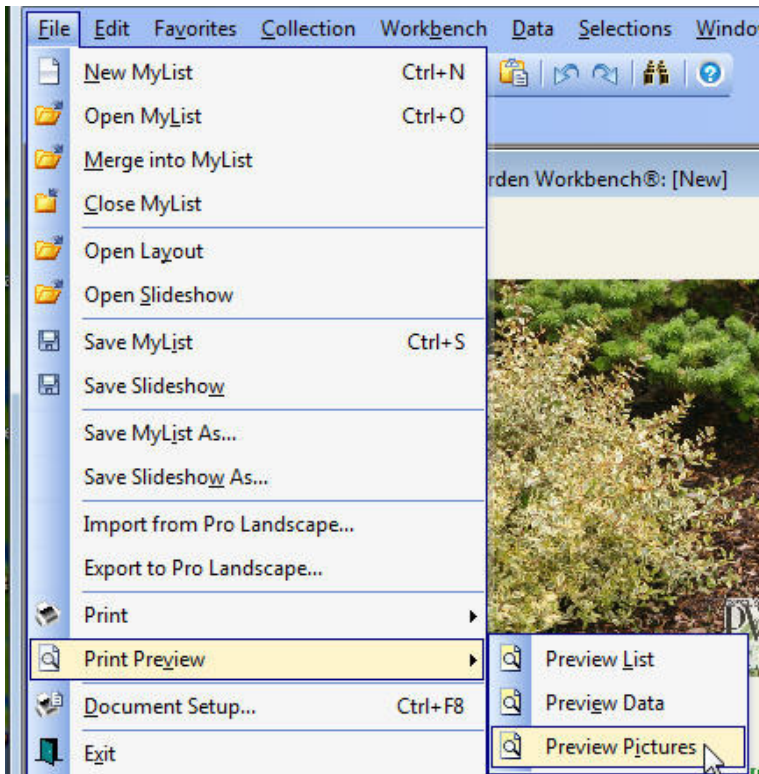 File Edit Favorites Collection Workbench Data Selections
New MyList Ctrl+N
Open MyList Ctrl+O
Merge into MyList
Close MyList
rden Workbench®: [New]
Open Layout
Open Slideshow
Save MyList Ctrl+S
Save Slideshow
Save MyList As...
Save Slideshow As...
Import from Pro Landscape...
Export to Pro Landscape...
Print
Print Preview
Preview List
Document Setup... Ctrl+F8
Preview Data
Exit
Preview Pictures